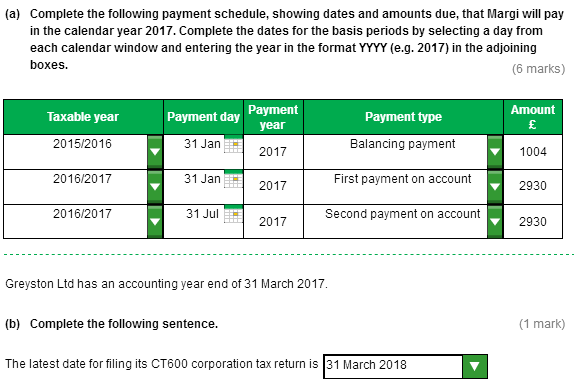 (a) Complete the following payment schedule, showing dates and amounts due, that Margi will pay
in the calendar year 2017. Complete the dates for the basis periods by selecting a day from
each calendar window and entering the year in the format YYYY (e.g. 2017) in the adjoining
boxes.
(6 marks)
Taxable year Payment day Payment year Payment type Amount £
2015/2016 31 Jan 2017 Balancing payment 1004
2016/2017 31 Jan 2017 First payment on account 2930
2016/2017 31 Jul 2017 Second payment on account 2930
Greyston Ltd has an accounting year end of 31 March 2017.
(b) Complete the following sentence. (1 mark)
The latest date for filing its CT600 corporation tax return is 31 March 2018